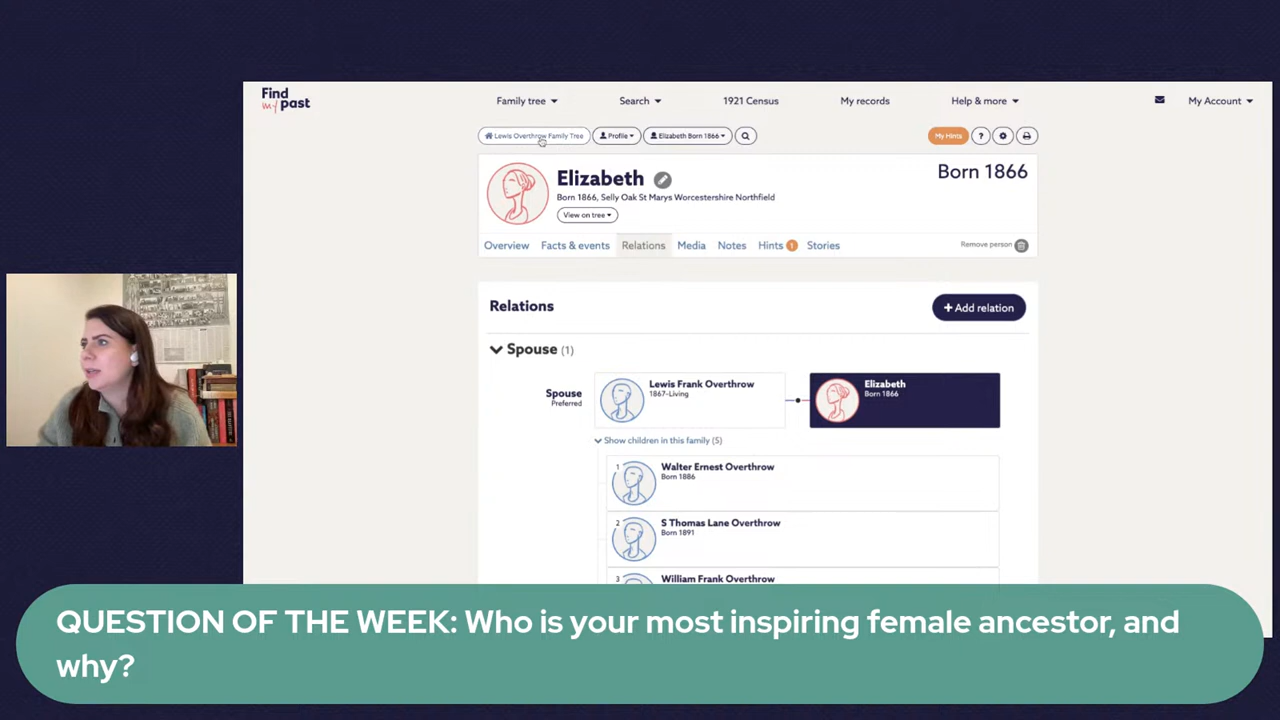 Find
my past
Family tree
Search
1921 Census
My records
Help & more
My Account
Lewis Overthrow Family Tree
Profile
Elizabeth Born 1866
My Hints
?
Elizabeth
Born 1866
Born 1866, Selly Oak St Marys Worcestershire Northfield
View on tree
Overview
Facts & events
Relations
Media
Notes
Hints 1
Stories
Remove person
Relations
+ Add relation
Spouse (1)
Spouse
Preferred
Lewis Frank Overthrow
1867-Living
Elizabeth
Born 1866
Show children in this family (5)
1
Walter Ernest Overthrow
Born 1886
2
S Thomas Lane Overthrow
Born 1891
3
William Frank Overthrow
QUESTION OF THE WEEK: Who is your most inspiring female ancestor, and
why?